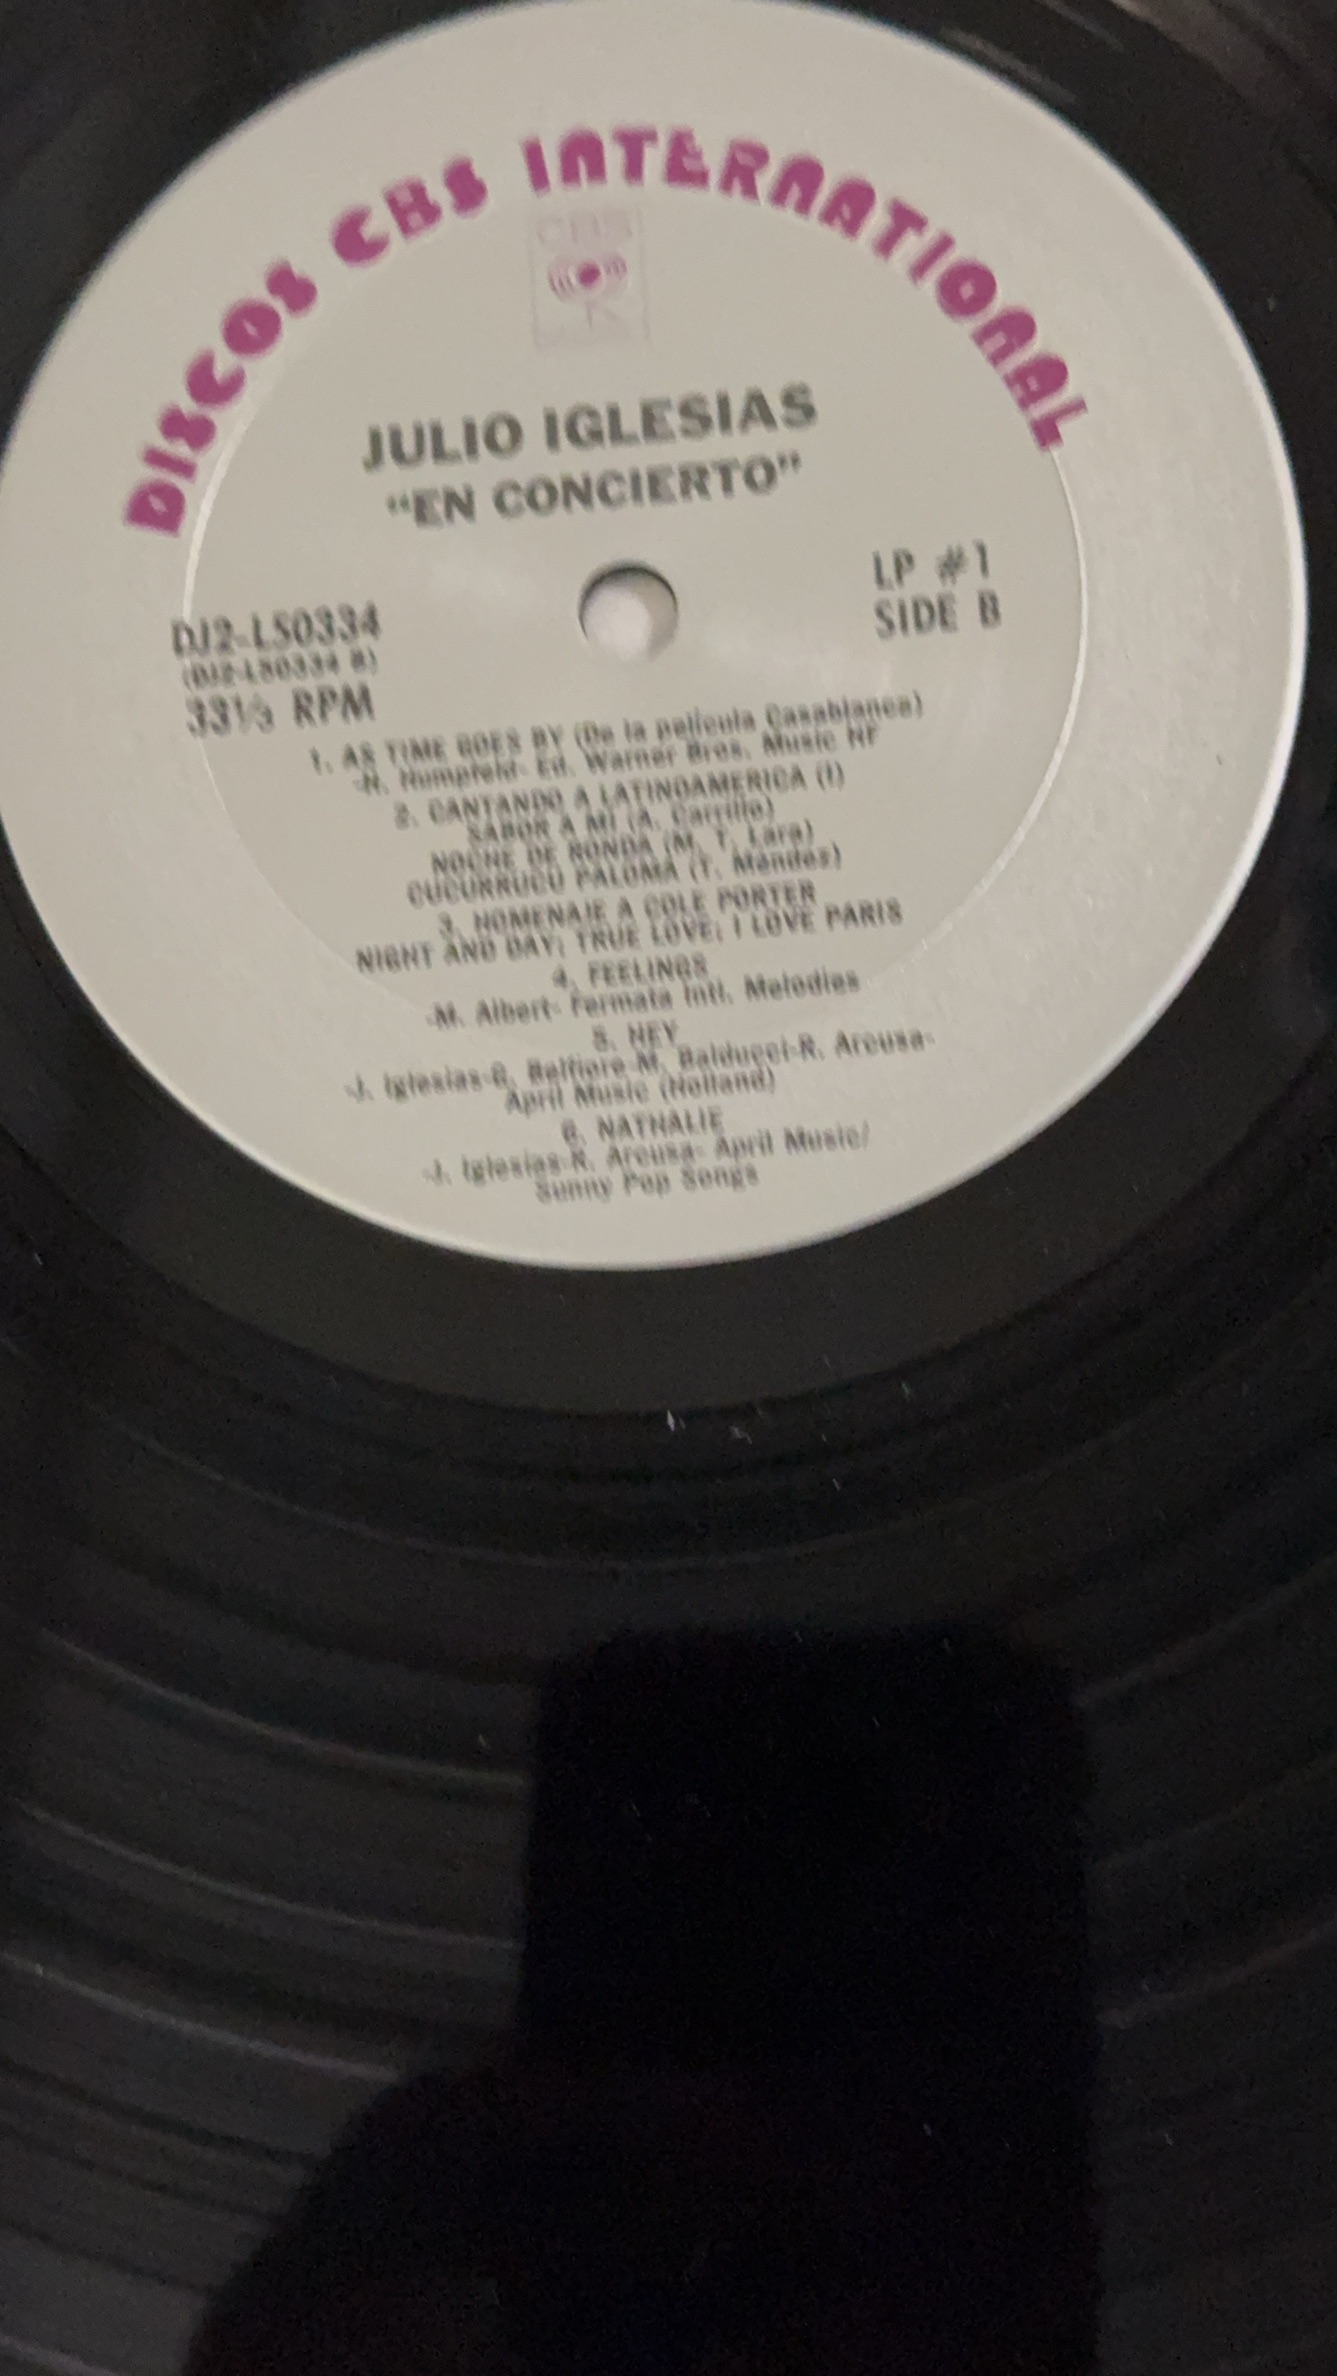 DISCOS CBS INTERNATIONAL
CBS
JULIO IGLESIAS
“EN CONCIERTO”
DJ2-L50334
(DJ2-L50334 B)
33⅓ RPM
LP #1
SIDE B
1. AS TIME GOES BY (De la película Casablanca)
-H. Humpfeld- Ed. Warner Bros. Music NF
2. CANTANDO A LATINOAMERICA (I)
SABOR A MI (A. Carrillo)
NOCHE DE RONDA (M. T. Lara)
CUCURRUCU PALOMA (T. Mendes)
3. HOMENAJE A COLE PORTER
NIGHT AND DAY; TRUE LOVE; I LOVE PARIS
4. FEELINGS
-M. Albert- Fermata Intl. Melodies
5. HEY
-J. Iglesias-G. Belfiore-M. Balducci-R. Arcusa-
April Music (Holland)
6. NATHALIE
-J. Iglesias-R. Arcusa- April Music/
Sunny Pop Songs